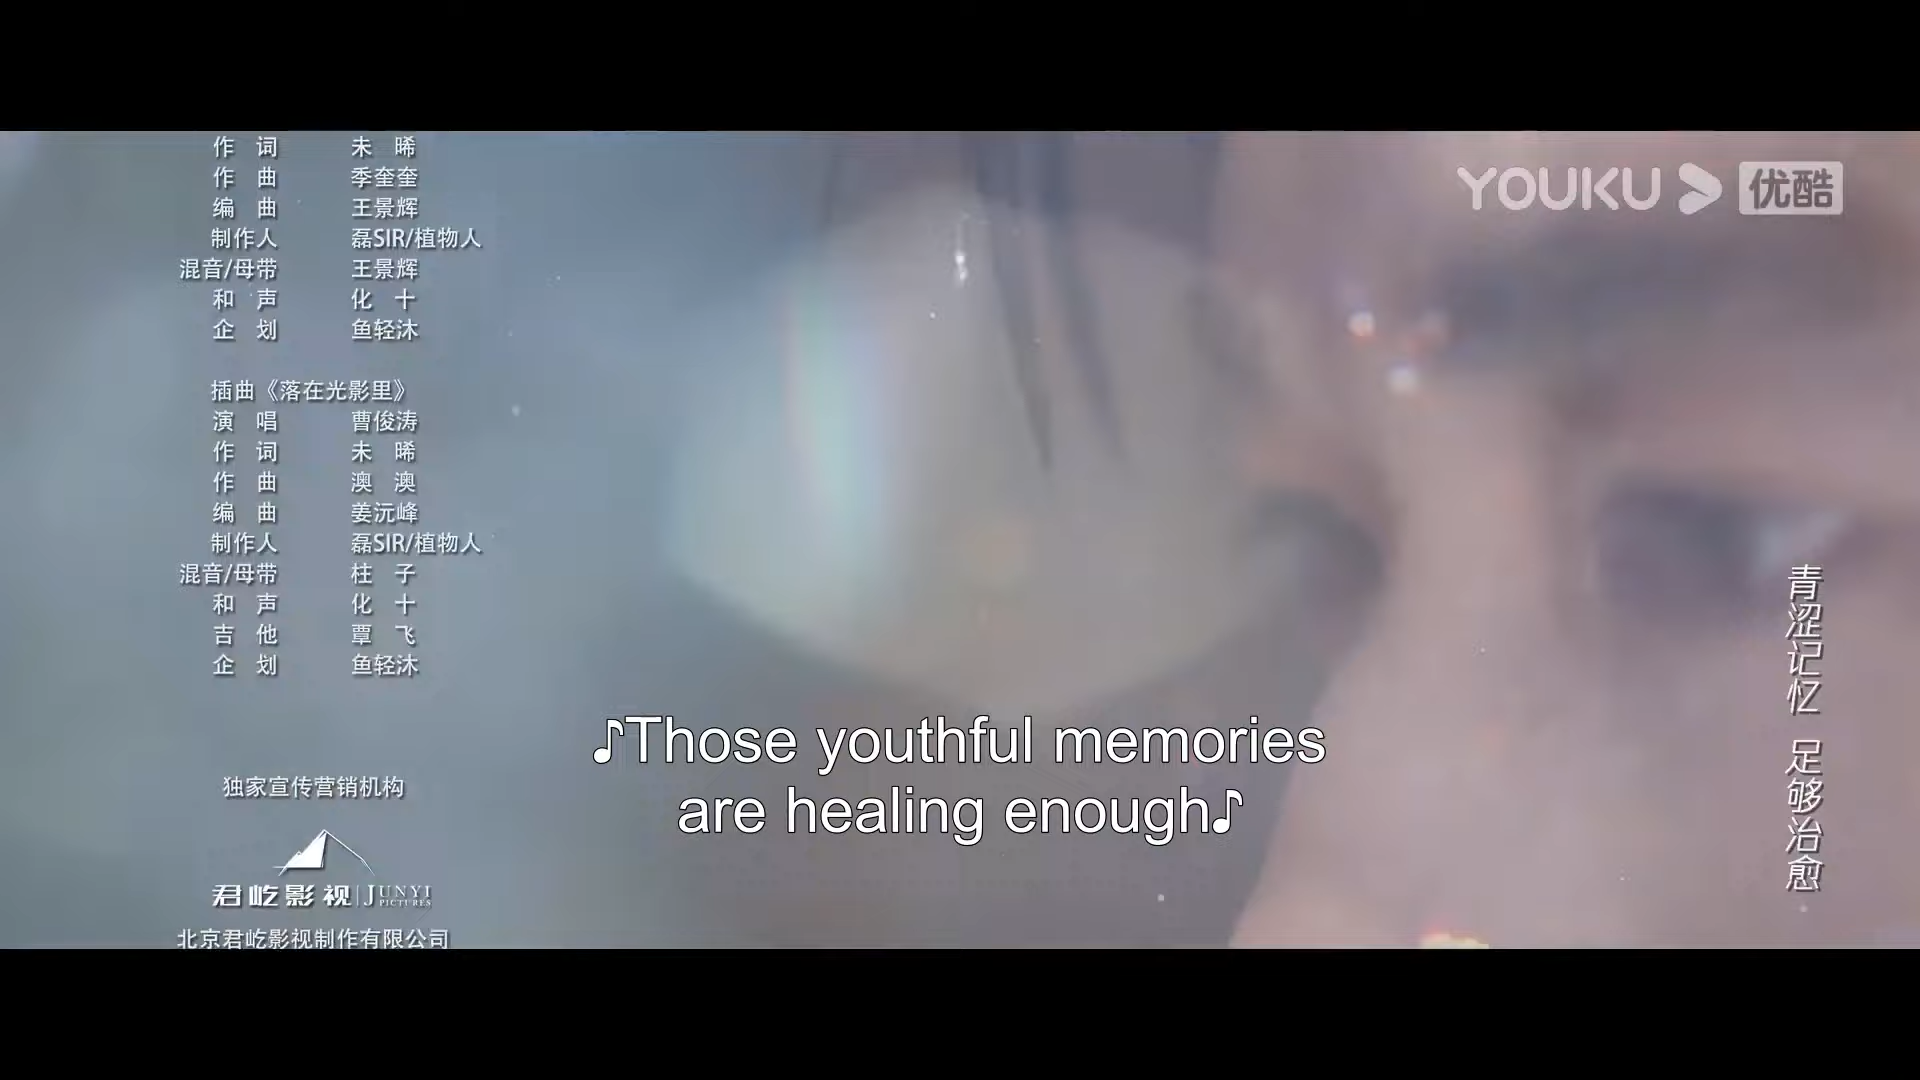 作 词 未 晞
作 曲 季奎奎
编 曲 王景辉
制作人 磊SIR/植物人
混音/母带 王景辉
和 声 化 十
企 划 鱼轻沐
插曲《落在光影里》
演 唱 曹俊涛
作 词 未 晞
作 曲 澳 澳
编 曲 姜沅峰
制作人 磊SIR/植物人
混音/母带 柱 子
和 声 化 十
吉 他 覃 飞
企 划 鱼轻沐
独家宣传营销机构
君屹影视 JUNYI PICTURES
北京君屹影视制作有限公司
YOUKU 优酷
♪Those youthful memories
are healing enough♪
青涩记忆 足够治愈